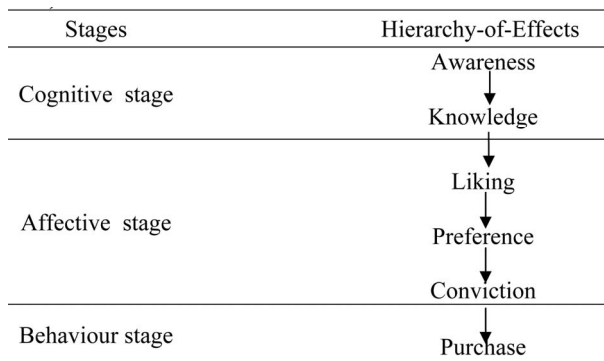 Stages Hierarchy-of-Effects
Awareness
Cognitive stage
Knowledge
Liking
Affective stage
Preference
Conviction
Behaviour stage
Purchase